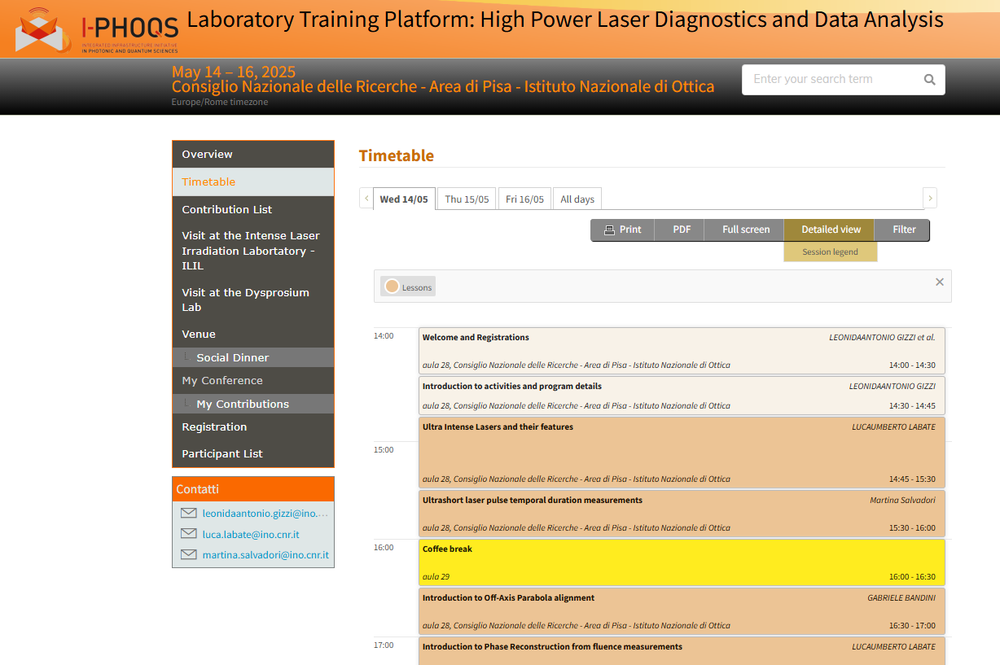 I-PHOQS
INTEGRATED INFRASTRUCTURE INITIATIVE
IN PHOTONIC AND QUANTUM SCIENCES
Laboratory Training Platform: High Power Laser Diagnostics and Data Analysis
May 14 – 16, 2025
Consiglio Nazionale delle Ricerche - Area di Pisa - Istituto Nazionale di Ottica
Europe/Rome timezone
Enter your search term
Overview
Timetable
Contribution List
Visit at the Intense Laser
Irradiation Labortatory -
ILIL
Visit at the Dysprosium
Lab
Venue
Social Dinner
My Conference
My Contributions
Registration
Participant List
Contatti
leonidaantonio.gizzi@ino.…
luca.labate@ino.cnr.it
martina.salvadori@ino.cnr.it
Timetable
Wed 14/05 Thu 15/05 Fri 16/05 All days
Print PDF Full screen Detailed view Filter
Session legend
Lessons
14:00
Welcome and Registrations LEONIDAANTONIO GIZZI et al.
aula 28, Consiglio Nazionale delle Ricerche - Area di Pisa - Istituto Nazionale di Ottica 14:00 - 14:30
Introduction to activities and program details LEONIDAANTONIO GIZZI
aula 28, Consiglio Nazionale delle Ricerche - Area di Pisa - Istituto Nazionale di Ottica 14:30 - 14:45
Ultra Intense Lasers and their features LUCAUMBERTO LABATE
15:00
aula 28, Consiglio Nazionale delle Ricerche - Area di Pisa - Istituto Nazionale di Ottica 14:45 - 15:30
Ultrashort laser pulse temporal duration measurements Martina Salvadori
aula 28, Consiglio Nazionale delle Ricerche - Area di Pisa - Istituto Nazionale di Ottica 15:30 - 16:00
16:00
Coffee break
aula 29 16:00 - 16:30
Introduction to Off-Axis Parabola alignment GABRIELE BANDINI
aula 28, Consiglio Nazionale delle Ricerche - Area di Pisa - Istituto Nazionale di Ottica 16:30 - 17:00
17:00
Introduction to Phase Reconstruction from fluence measurements LUCAUMBERTO LABATE